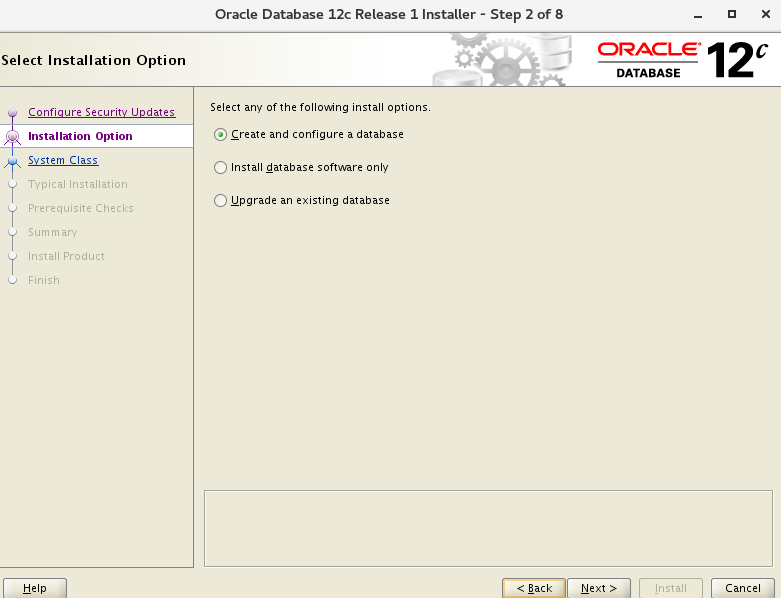 Oracle Database 12c Release 1 Installer - Step 2 of 8
Select Installation Option
ORACLE®
DATABASE
12c
Configure Security Updates
Installation Option
System Class
Typical Installation
Prerequisite Checks
Summary
Install Product
Finish
Select any of the following install options.
Create and configure a database
Install database software only
Upgrade an existing database
Help
< Back
Next >
Install
Cancel